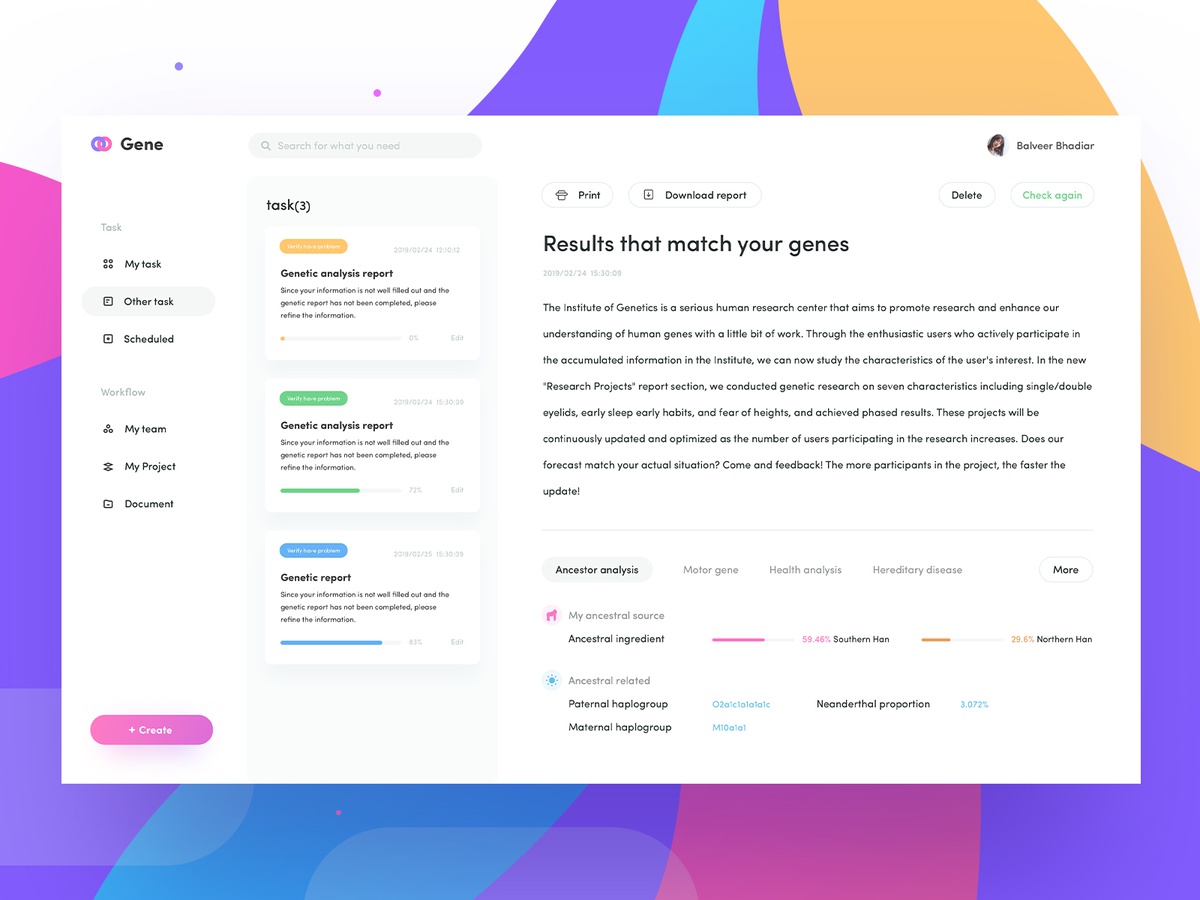 Gene
Search for what you need
Balveer Bhadiar
Task
My task
Other task
Scheduled
Workflow
My team
My Project
Document
+ Create
task(3)
Verify have problem
2019/02/24 12:10:12
Genetic analysis report
Since your information is not well filled out and the
genetic report has not been completed, please
refine the information.
0%
Edit
Verify have problem
2019/02/24 15:30:09
Genetic analysis report
Since your information is not well filled out and the
genetic report has not been completed, please
refine the information.
72%
Edit
Verify have problem
2019/02/25 15:30:09
Genetic report
Since your information is not well filled out and the
genetic report has not been completed, please
refine the information.
83%
Edit
Print
Download report
Delete
Check again
Results that match your genes
2019/02/24 15:30:09
The Institute of Genetics is a serious human research center that aims to promote research and enhance our
understanding of human genes with a little bit of work. Through the enthusiastic users who actively participate in
the accumulated information in the Institute, we can now study the characteristics of the user's interest. In the new
"Research Projects" report section, we conducted genetic research on seven characteristics including single/double
eyelids, early sleep early habits, and fear of heights, and achieved phased results. These projects will be
continuously updated and optimized as the number of users participating in the research increases. Does our
forecast match your actual situation? Come and feedback! The more participants in the project, the faster the
update!
Ancestor analysis
Motor gene
Health analysis
Hereditary disease
More
My ancestral source
Ancestral ingredient
59.46% Southern Han
29.6% Northern Han
Ancestral related
Paternal haplogroup
O2a1c1a1a1a1c
Neanderthal proportion
3.072%
Maternal haplogroup
M10a1a1